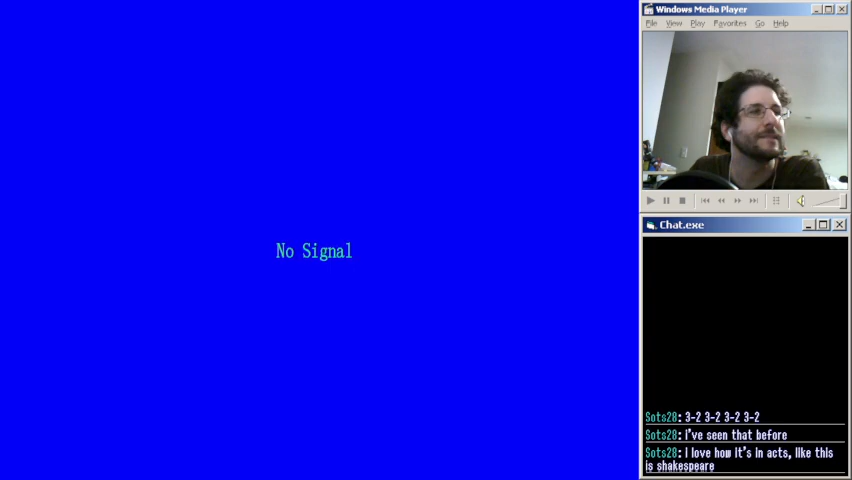 Windows Media Player
File View Play Favorites Go Help
No Signal
Chat.exe
Sots28: 3-2 3-2 3-2 3-2
Sots28: I've seen that before
Sots28: I love how it's in acts, like this
is shakespeare